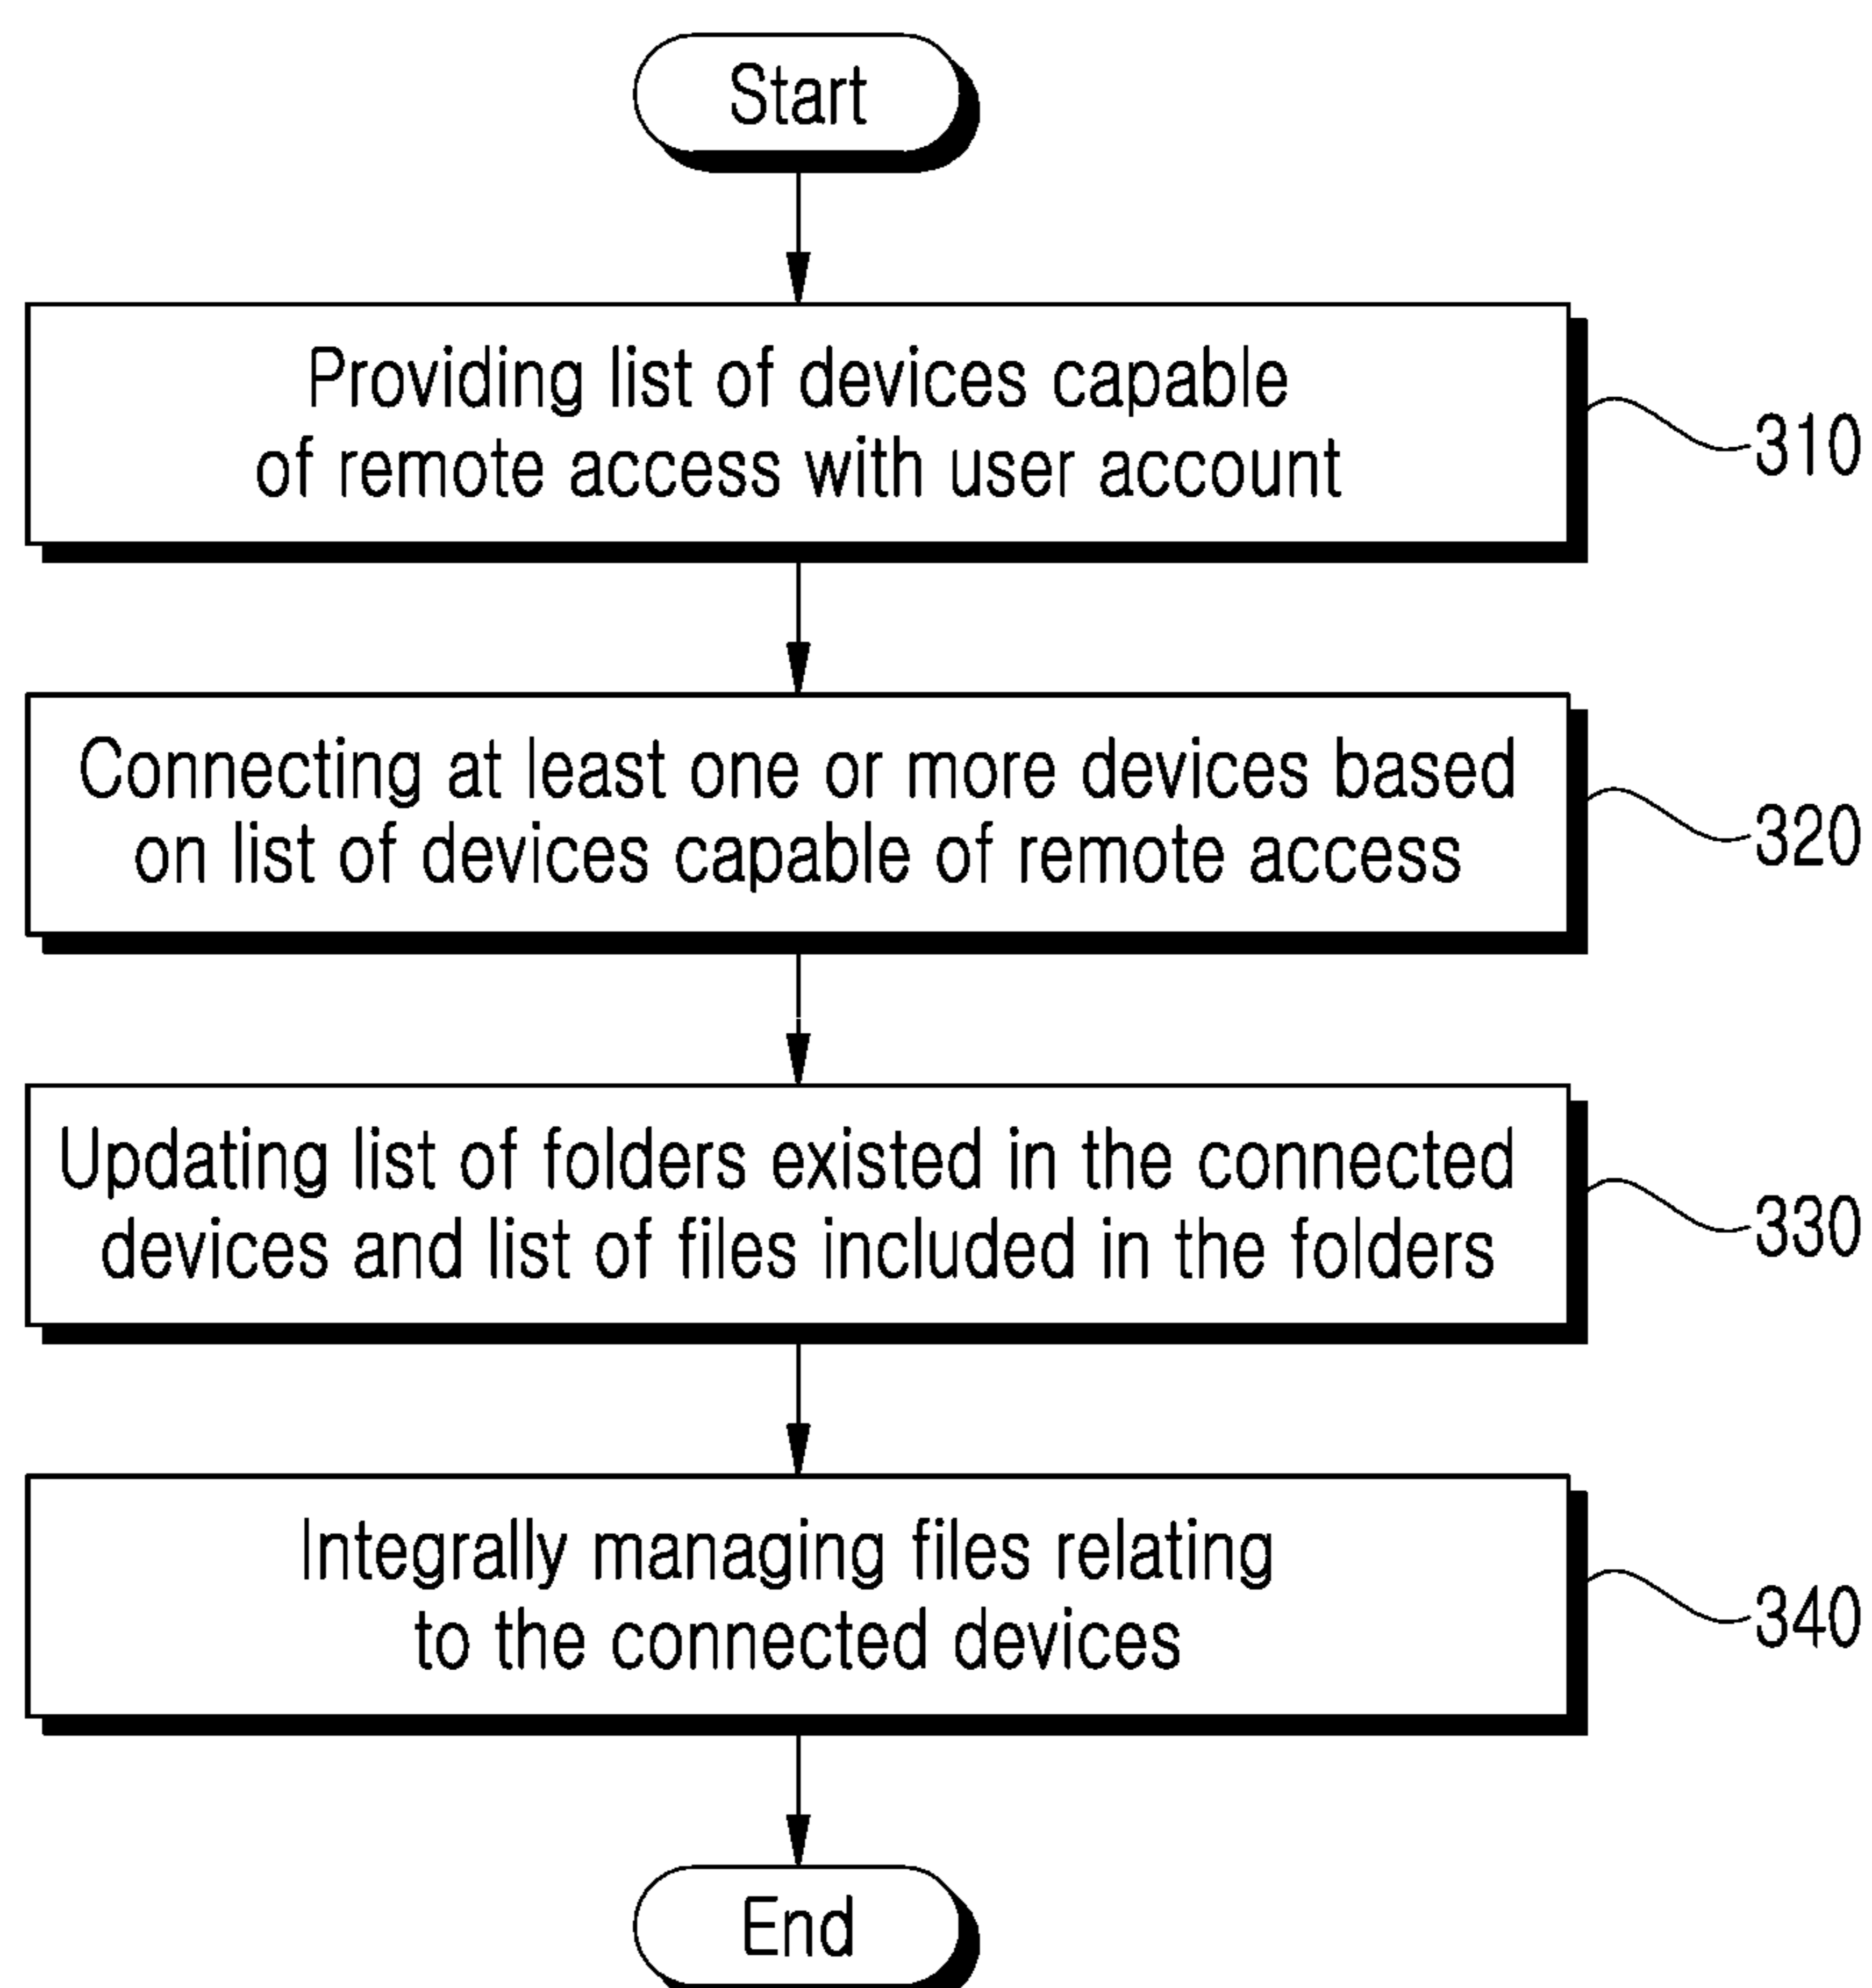 Start
Providing list of devices capable
of remote access with user account
310
Connecting at least one or more devices based
on list of devices capable of remote access
320
Updating list of folders existed in the connected
devices and list of files included in the folders
330
Integrally managing files relating
to the connected devices
340
End